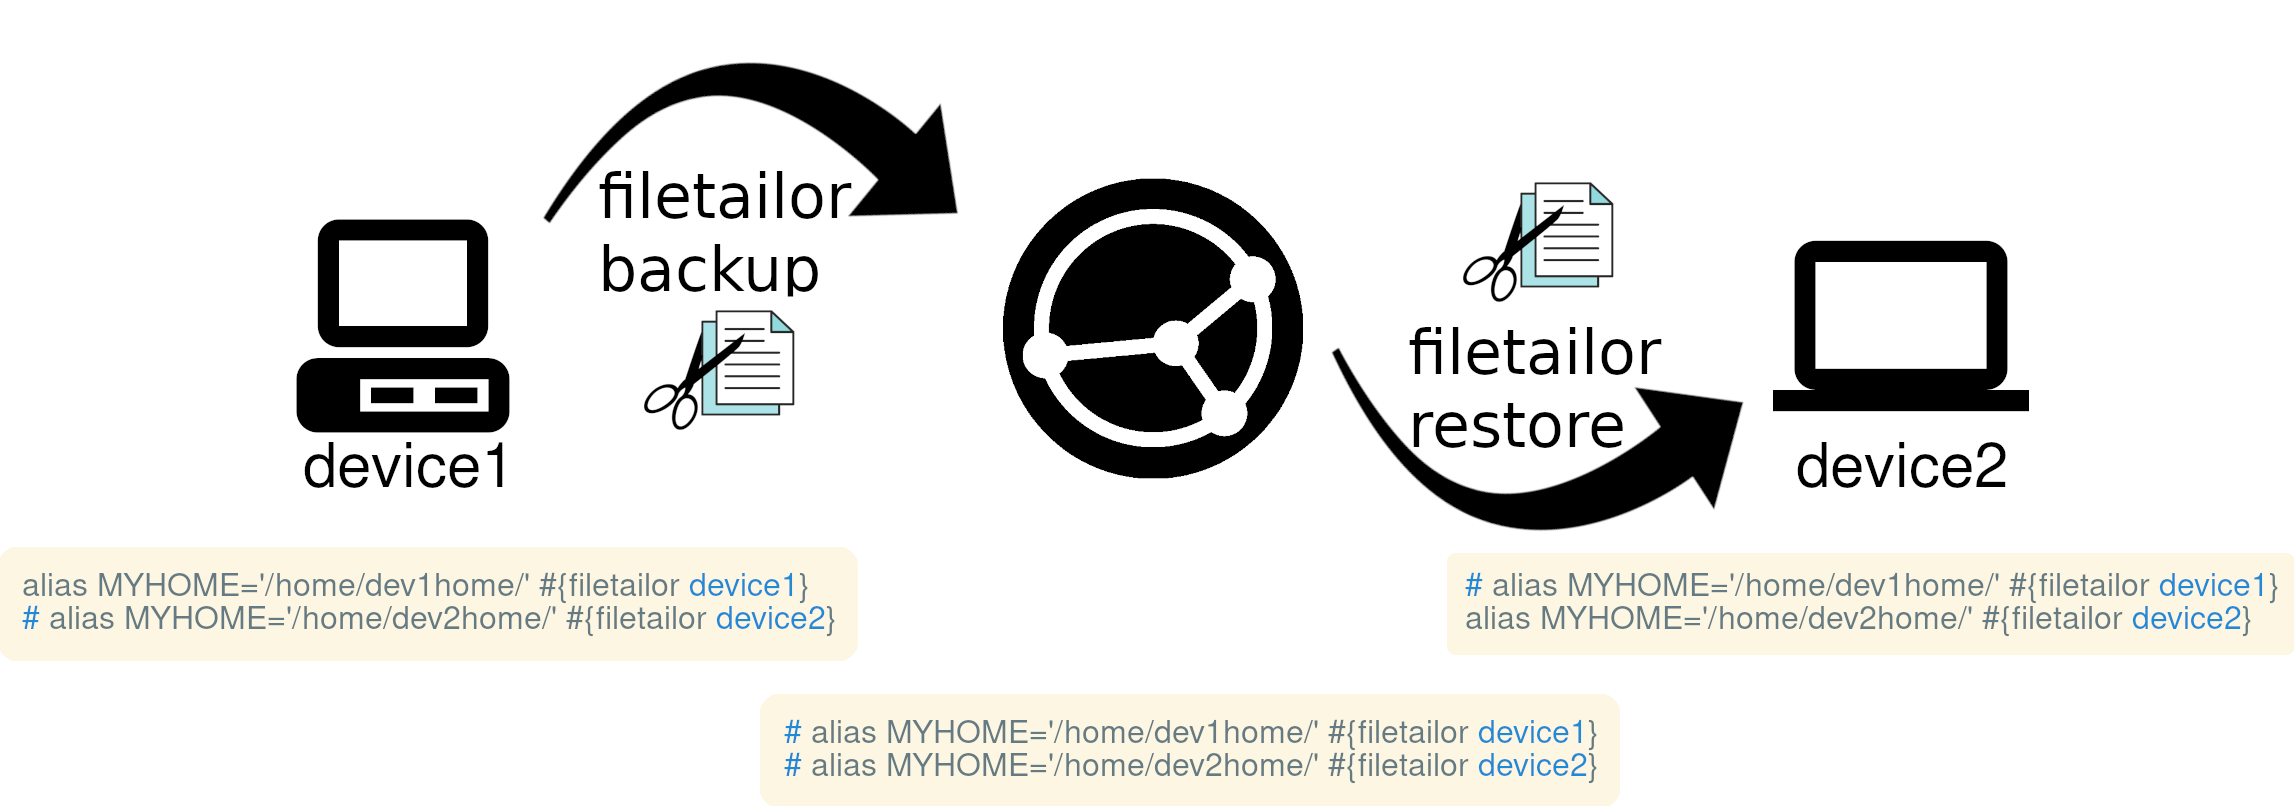 filetailor
backup
filetailor
restore
device1
device2
alias MYHOME='/home/dev1home/' #{filetailor device1}
# alias MYHOME='/home/dev2home/' #{filetailor device2}
# alias MYHOME='/home/dev1home/' #{filetailor device1}
alias MYHOME='/home/dev2home/' #{filetailor device2}
# alias MYHOME='/home/dev1home/' #{filetailor device1}
# alias MYHOME='/home/dev2home/' #{filetailor device2}